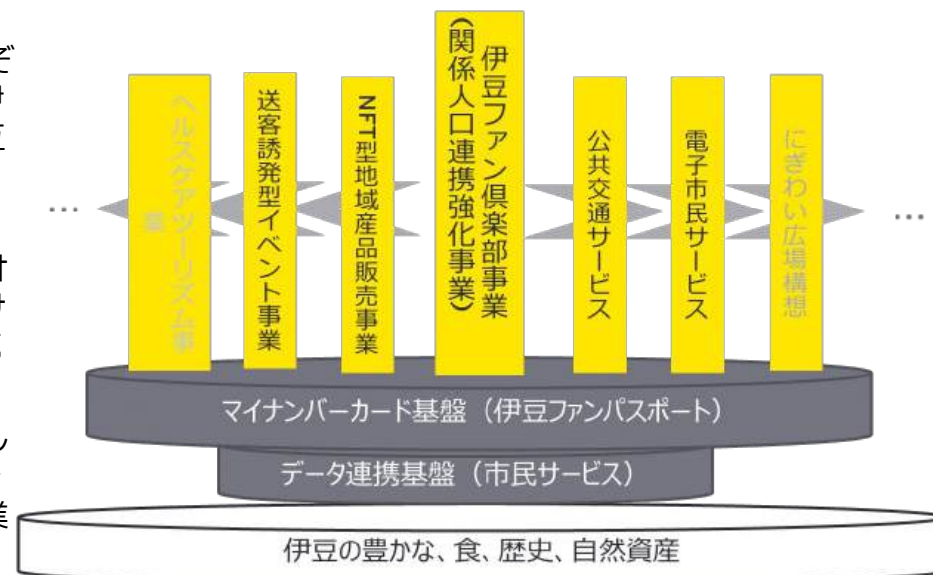 ヘルスケアツーリズム事
業
送客誘発型イベント事業
NFT型地域産品販売事業
伊豆ファン倶楽部事業
(関係人口連携強化事業)
公共交通サービス
電子市民サービス
にぎわい広場構想
…
…
マイナンバーカード基盤（伊豆ファンパスポート）
データ連携基盤（市民サービス）
伊豆の豊かな、食、歴史、自然資産
ぞ
業